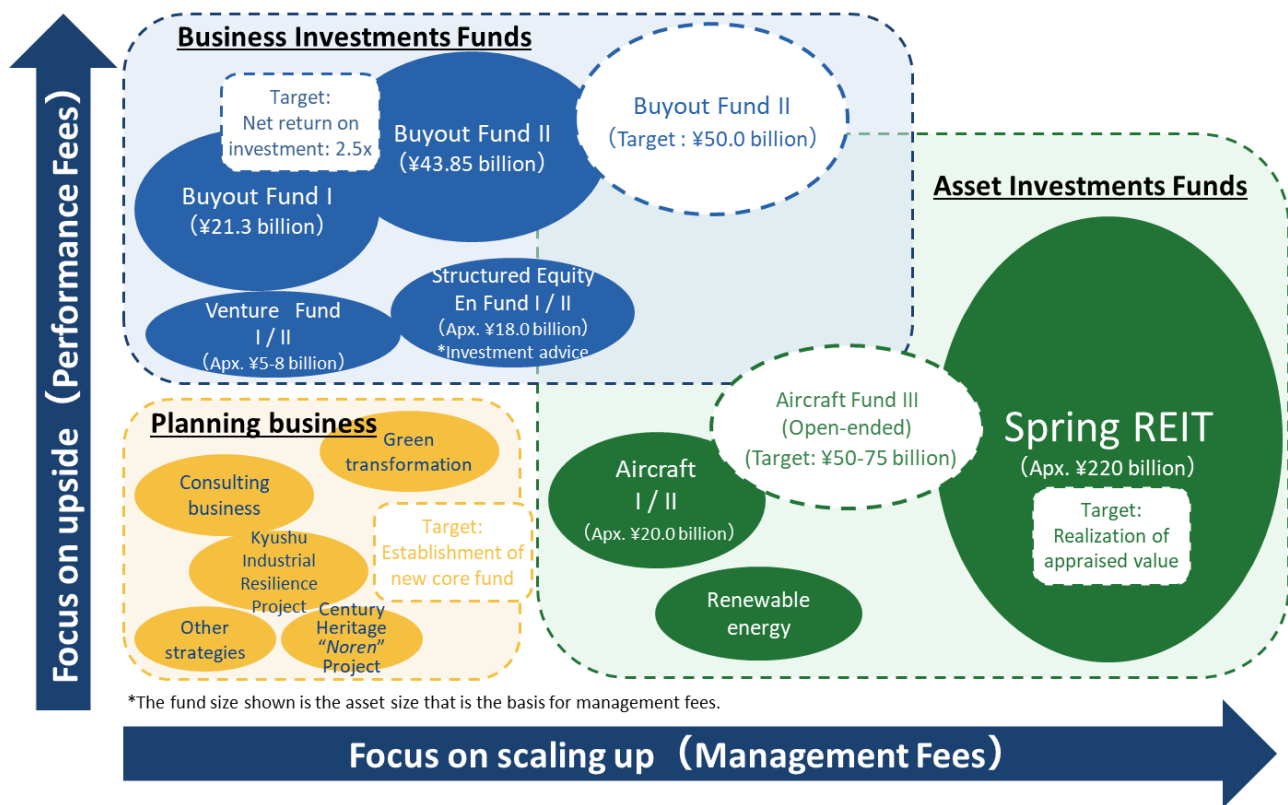 Focus on upside（Performance Fees）
Business Investments Funds
Target:
Net return on
investment: 2.5x
Buyout Fund I
（¥21.3 billion）
Buyout Fund II
（¥43.85 billion）
Buyout Fund II
（Target : ¥50.0 billion）
Venture Fund
I / II
（Apx. ¥5-8 billion）
Structured Equity
En Fund I / II
（Apx. ¥18.0 billion）
*Investment advice
Asset Investments Funds
Spring REIT
（Apx. ¥220 billion）
Target:
Realization of
appraised value
Aircraft Fund III
(Open-ended)
(Target: ¥50-75 billion）
Aircraft
I / II
（Apx. ¥20.0 billion）
Renewable
energy
Planning business
Green
transformation
Consulting
business
Kyushu
Industrial
Resilience
Project
Target:
Establishment of
new core fund
Other
strategies
Century
Heritage
“Noren”
Project
*The fund size shown is the asset size that is the basis for management fees.
Focus on scaling up（Management Fees）